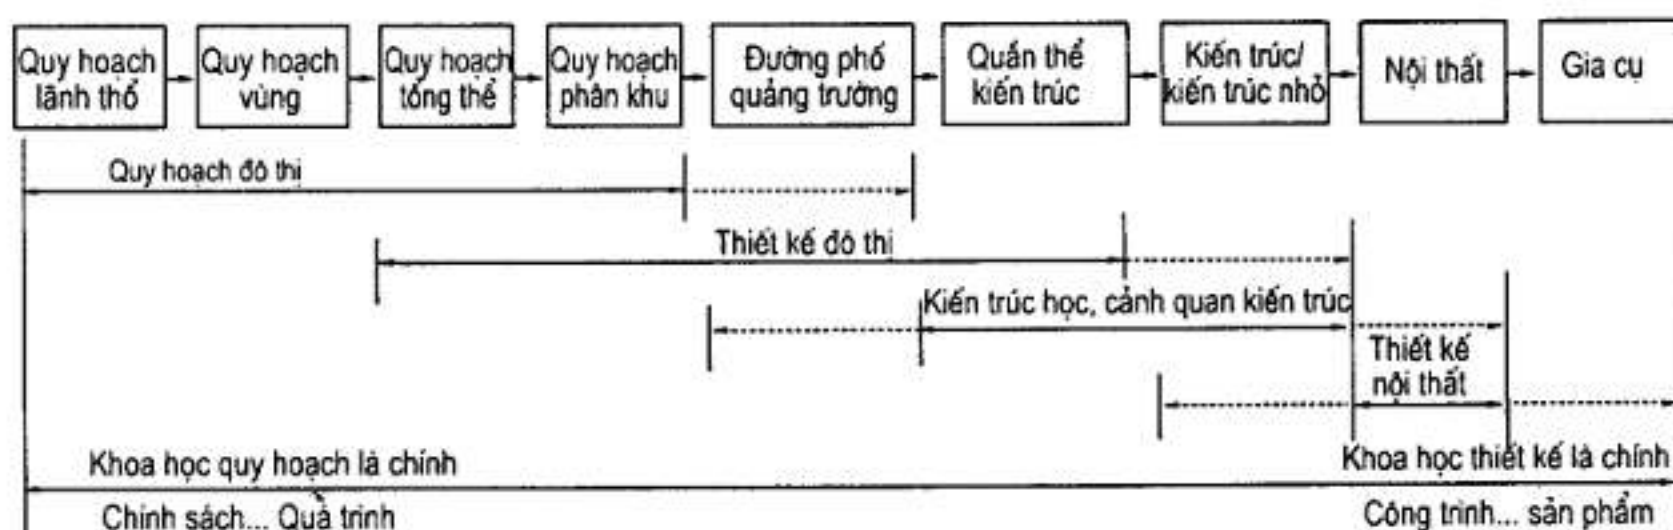 Quy hoạch
lãnh thổ
Quy hoạch
vùng
Quy hoạch
tổng thể
Quy hoạch
phân khu
Đường phố
quảng trường
Quần thể
kiến trúc
Kiến trúc/
kiến trúc nhỏ
Nội thất
Gia cụ
Quy hoạch đô thị
Thiết kế đô thị
Kiến trúc học, cảnh quan kiến trúc
Thiết kế
nội thất
Khoa học quy hoạch là chính
Khoa học thiết kế là chính
Chính sách... Quá trình
Công trình... sản phẩm